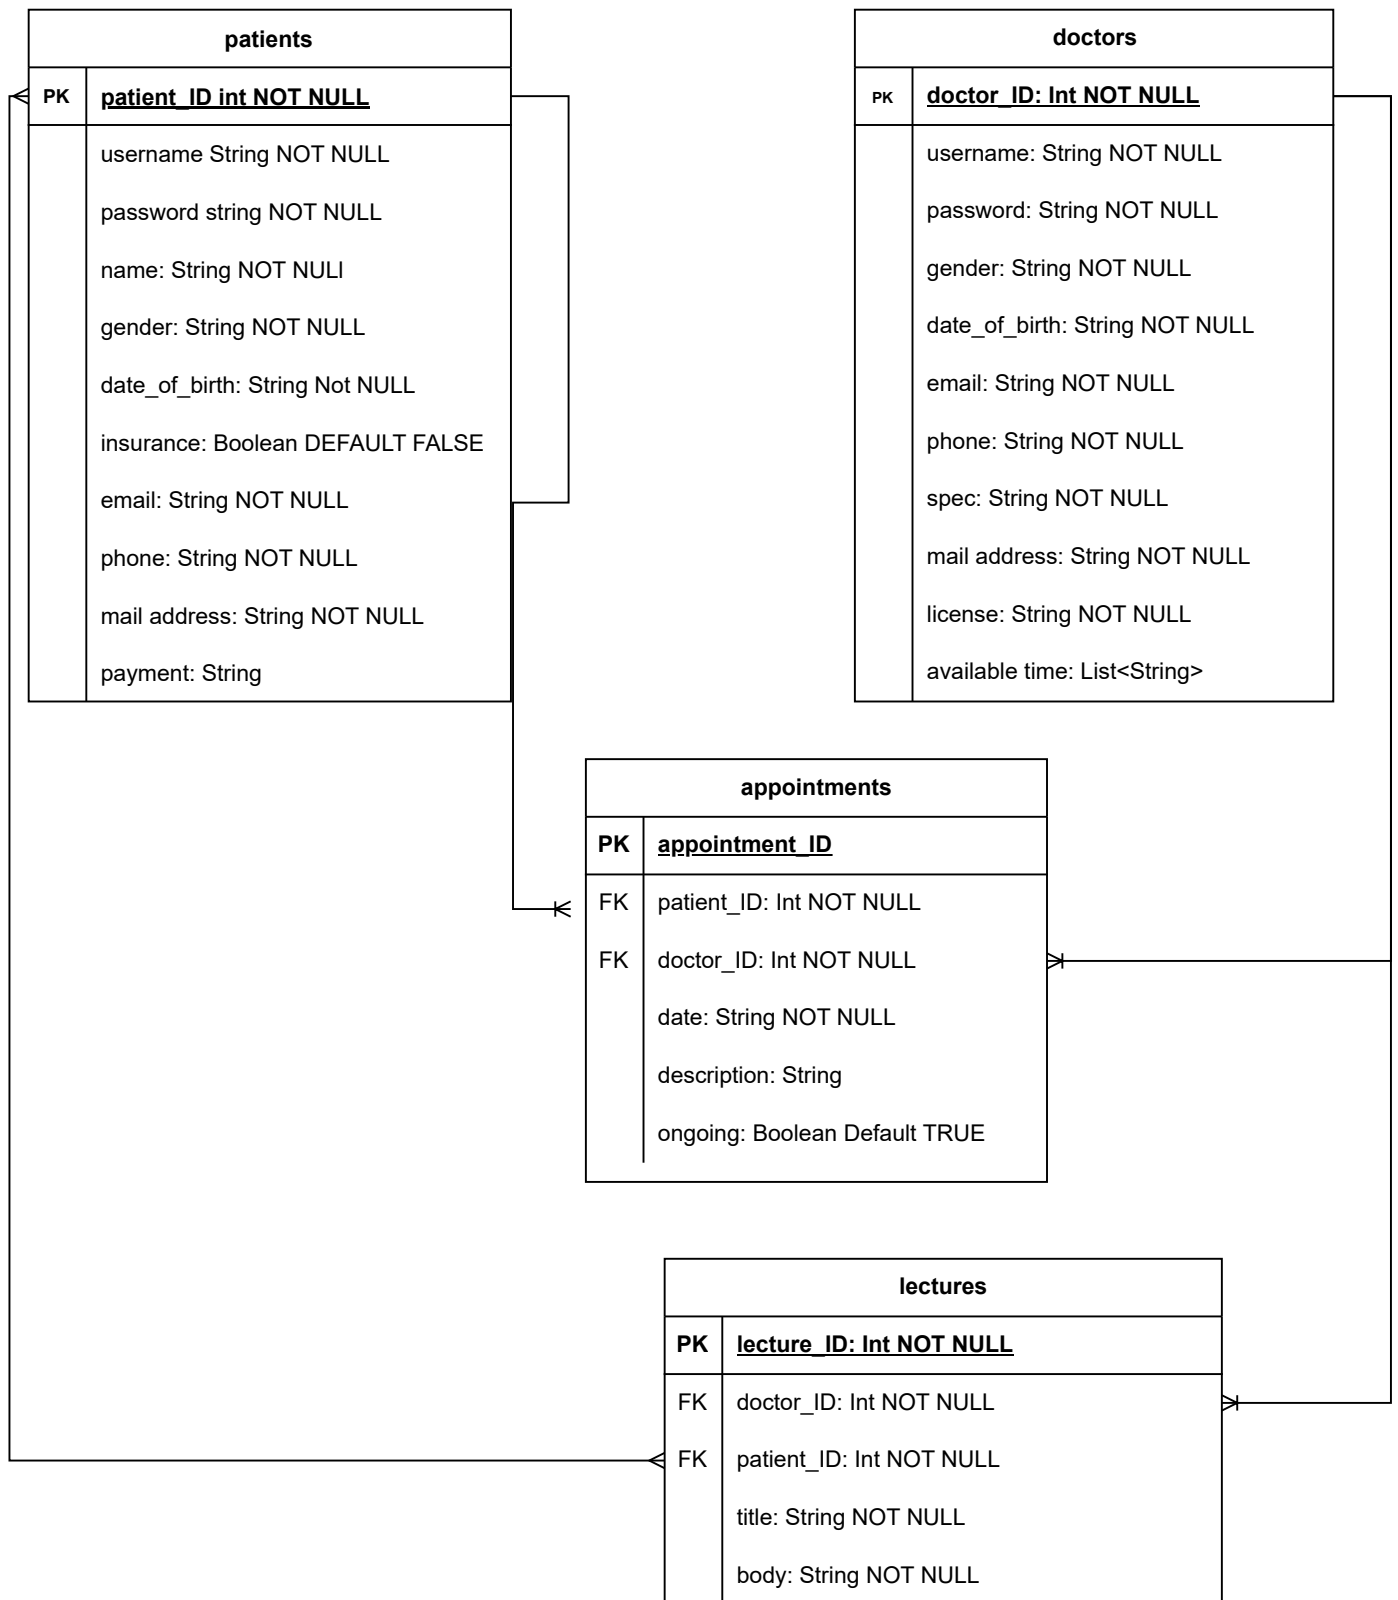 patients
PK patient_ID int NOT NULL
username String NOT NULL
password string NOT NULL
name: String NOT NULl
gender: String NOT NULL
date_of_birth: String Not NULL
insurance: Boolean DEFAULT FALSE
email: String NOT NULL
phone: String NOT NULL
mail address: String NOT NULL
payment: String
doctors
PK doctor_ID: Int NOT NULL
username: String NOT NULL
password: String NOT NULL
gender: String NOT NULL
date_of_birth: String NOT NULL
email: String NOT NULL
phone: String NOT NULL
spec: String NOT NULL
mail address: String NOT NULL
license: String NOT NULL
available time: List<String>
appointments
PK appointment_ID
FK patient_ID: Int NOT NULL
FK doctor_ID: Int NOT NULL
date: String NOT NULL
description: String
ongoing: Boolean Default TRUE
lectures
PK lecture_ID: Int NOT NULL
FK doctor_ID: Int NOT NULL
FK patient_ID: Int NOT NULL
title: String NOT NULL
body: String NOT NULL